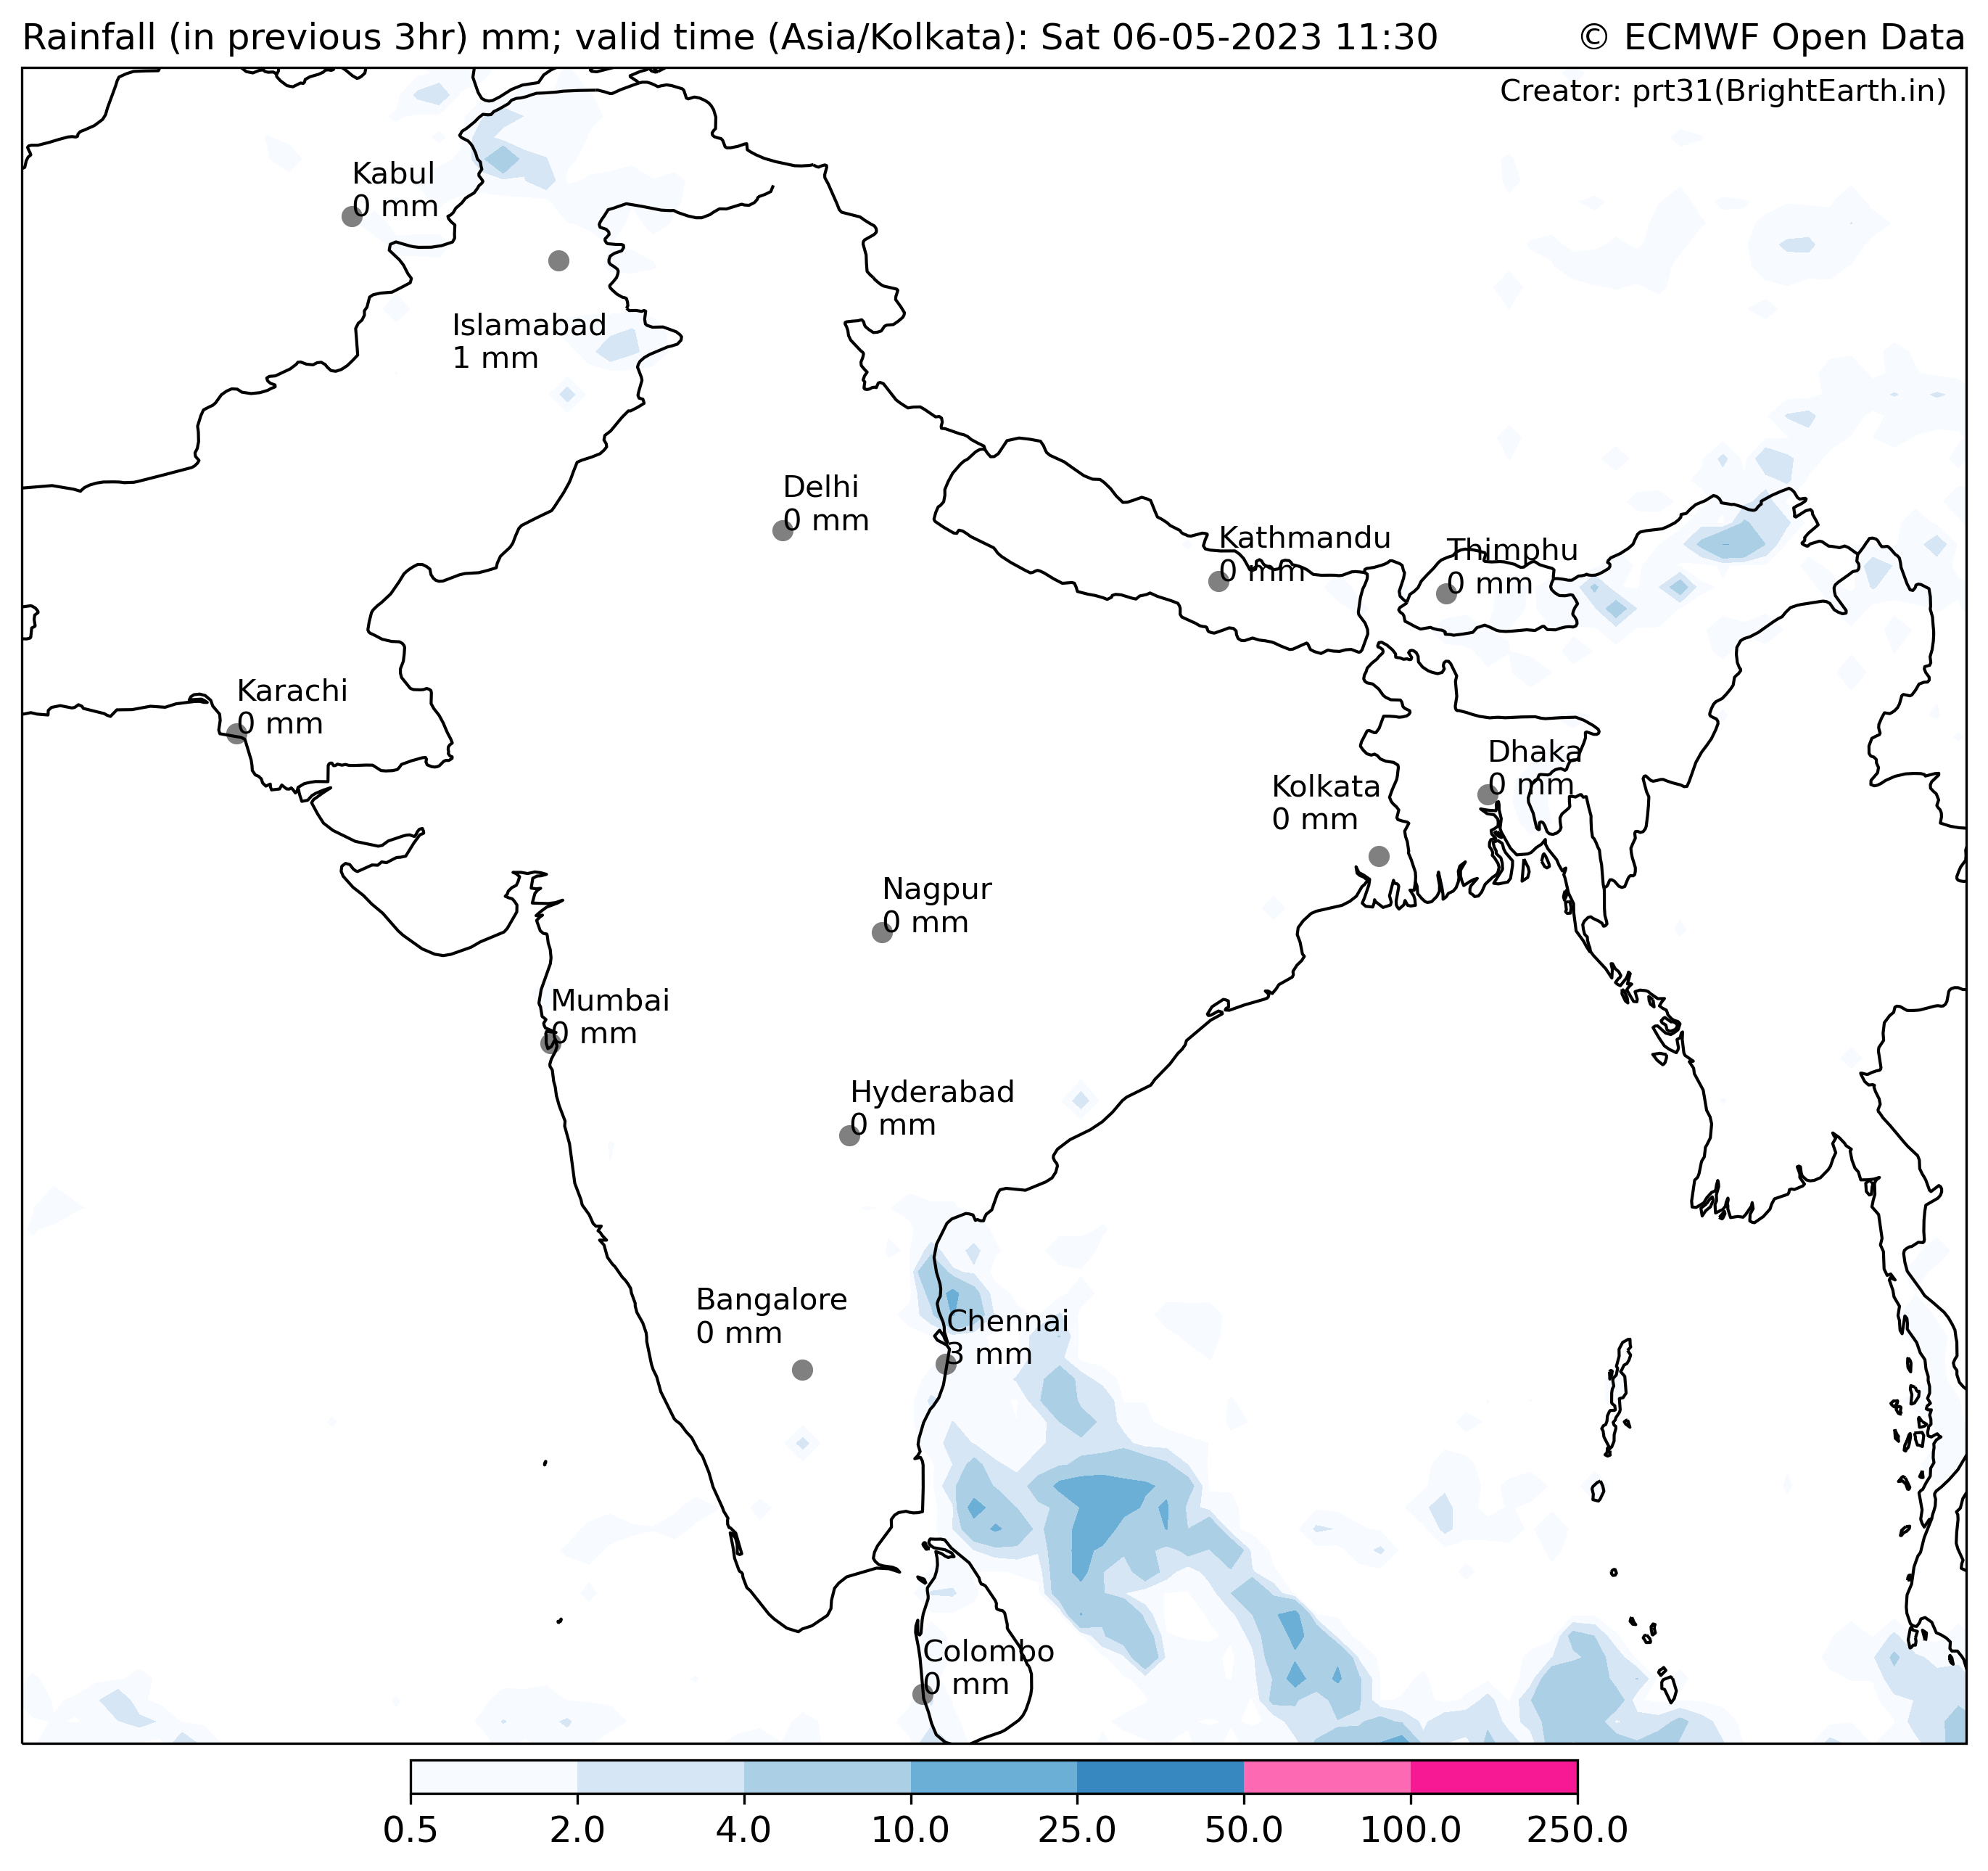 Rainfall (in previous 3hr) mm; valid time (Asia/Kolkata): Sat 06-05-2023 11:30
© ECMWF Open Data
Creator: prt31(BrightEarth.in)
Kabul
0 mm
Islamabad
1 mm
Delhi
0 mm
Kathmandu
0 mm
Thimphu
0 mm
Karachi
0 mm
Dhaka
0 mm
Kolkata
0 mm
Nagpur
0 mm
Mumbai
0 mm
Hyderabad
0 mm
Bangalore
0 mm
Chennai
3 mm
Colombo
0 mm
0.5 2.0 4.0 10.0 25.0 50.0 100.0 250.0